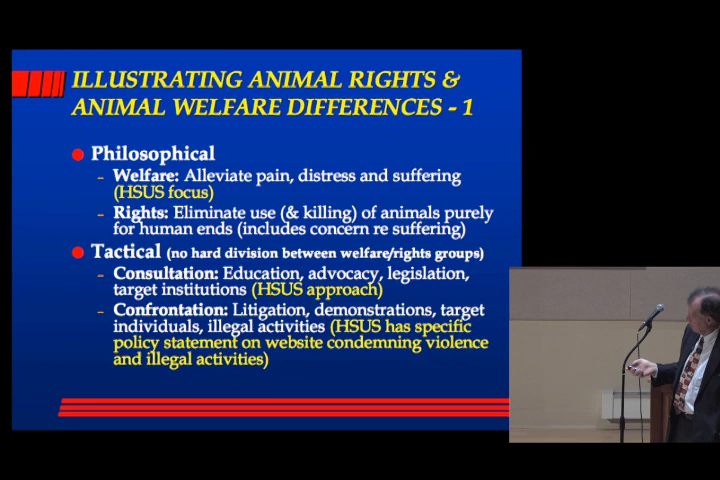 ILLUSTRATING ANIMAL RIGHTS &
ANIMAL WELFARE DIFFERENCES - 1
Philosophical
- Welfare: Alleviate pain, distress and suffering
(HSUS focus)
- Rights: Eliminate use (& killing) of animals purely
for human ends (includes concern re suffering)
Tactical (no hard division between welfare/rights groups)
- Consultation: Education, advocacy, legislation,
target institutions (HSUS approach)
- Confrontation: Litigation, demonstrations, target
individuals, illegal activities (HSUS has specific
policy statement on website condemning violence
and illegal activities)